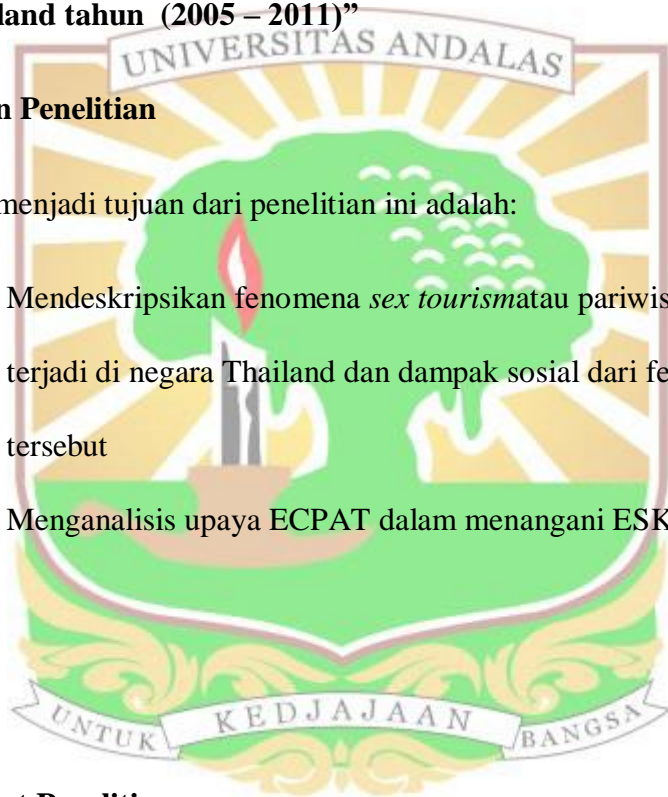 land tahun (2005 – 2011)”
UNIVERSITAS ANDALAS
n Penelitian
menjadi tujuan dari penelitian ini adalah:
Mendeskripsikan fenomena sex tourismatau pariwis
terjadi di negara Thailand dan dampak sosial dari fe
tersebut
Menganalisis upaya ECPAT dalam menangani ESK
UNTUK KEDJAJAAN BANGSA